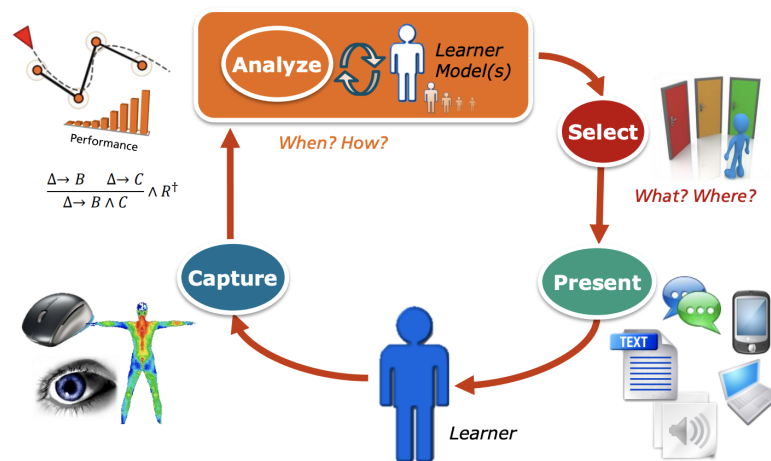 Analyze
Learner
Model(s)
Performance
When? How?
Select
Δ→ B Δ→ C
Δ→ B ∧ C
∧ R†
What? Where?
Capture
Present
TEXT
Learner